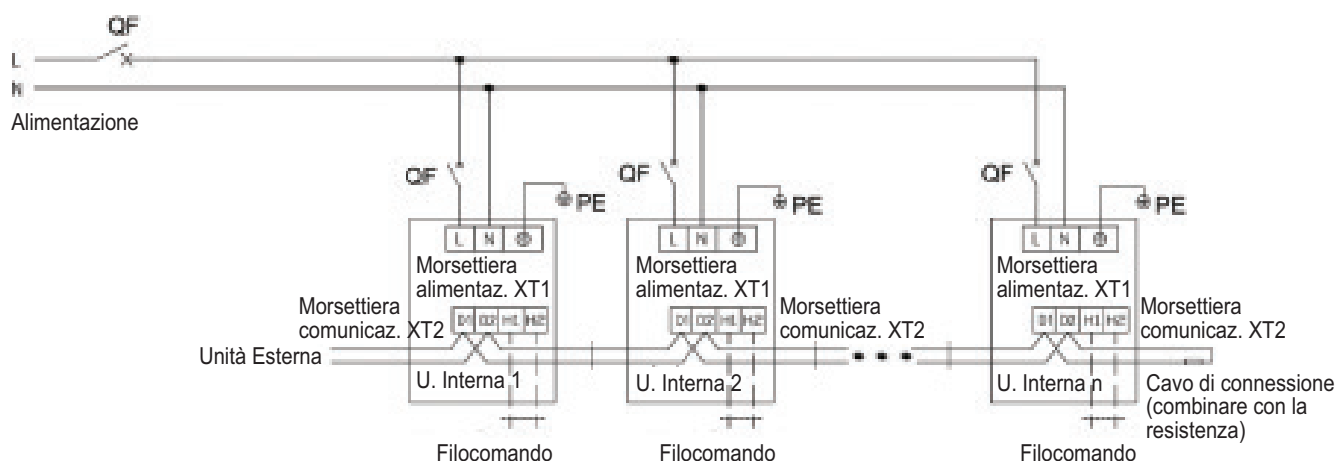 QF
L
N
Alimentazione
QF
PE
QF
PE
QF
PE
L N
L N
L N
Morsettiera
alimentaz. XT1
Morsettiera
alimentaz. XT1
Morsettiera
alimentaz. XT1
Morsettiera
comunicaz. XT2
D1 D2 H1 H2
D1 D2 H1 H2
Morsettiera
comunicaz. XT2
D1 D2 H1 H2
Morsettiera
comunicaz. XT2
Unità Esterna
U. Interna 1
U. Interna 2
U. Interna n
Cavo di connessione
(combinare con la
resistenza)
Filocomando
Filocomando
Filocomando